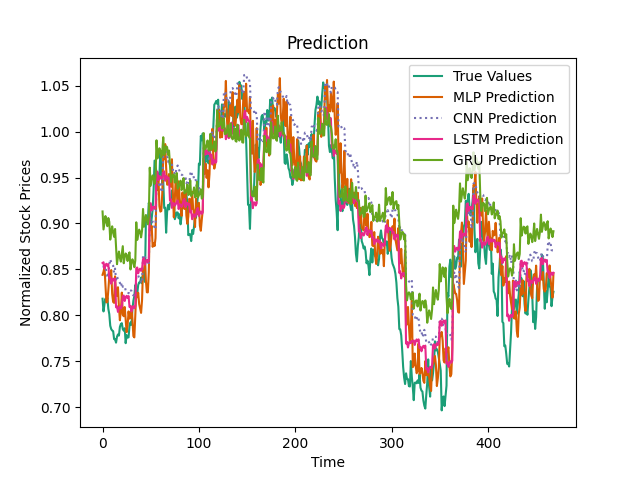 Prediction
True Values
MLP Prediction
CNN Prediction
LSTM Prediction
GRU Prediction
Normalized Stock Prices
1.05
1.00
0.95
0.90
0.85
0.80
0.75
0.70
0
100
200
300
400
Time